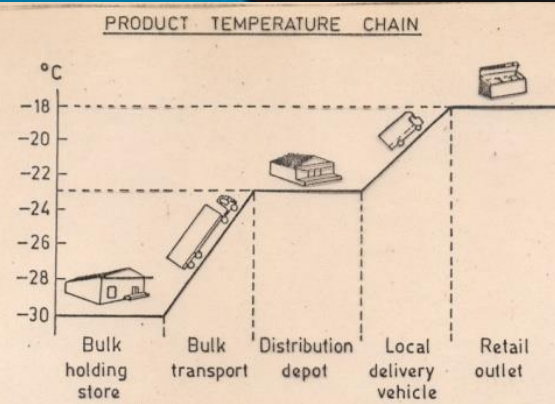 PRODUCT TEMPERATURE CHAIN
°C
-18
-20
-22
-24
-26
-28
-30
Bulk holding store
Bulk transport
Distribution depot
Local delivery vehicle
Retail outlet